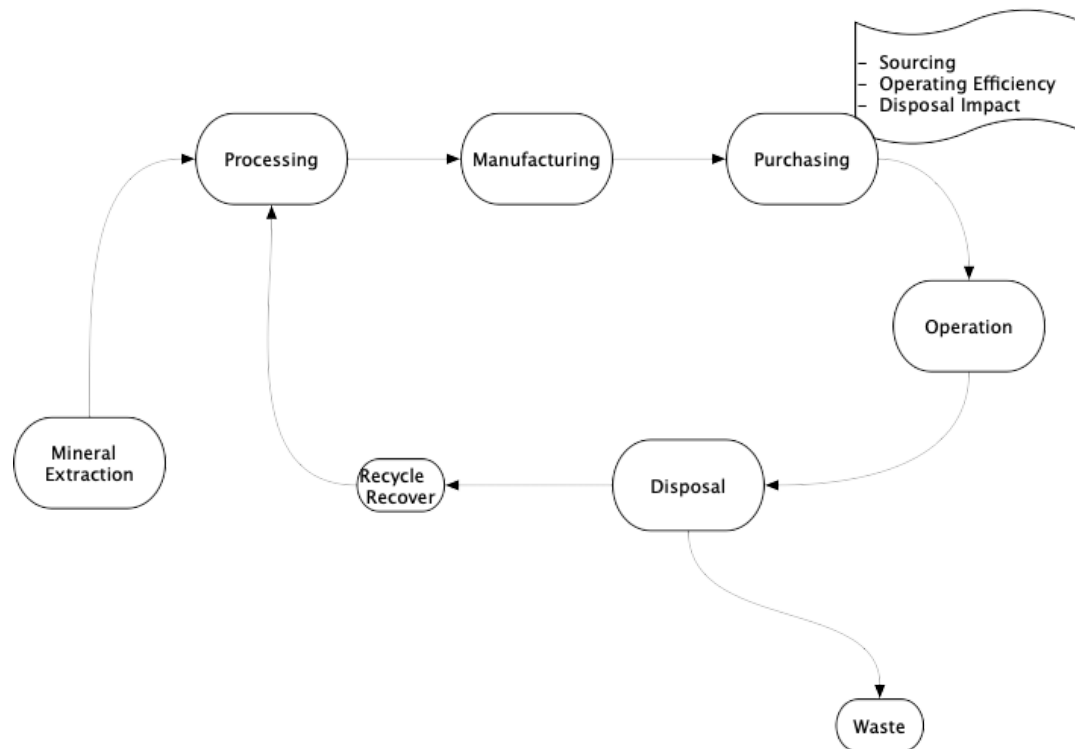 – Sourcing
– Operating Efficiency
– Disposal Impact
Processing
Manufacturing
Purchasing
Operation
Mineral
Extraction
Recycle
Recover
Disposal
Waste